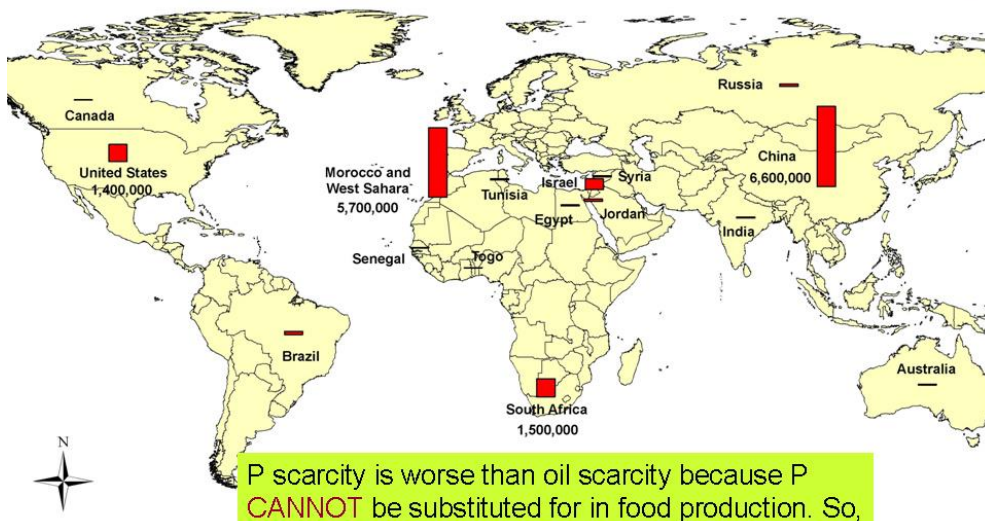 Russia
Canada
United States
1,400,000
Morocco and
West Sahara
5,700,000
Tunisia
Israel
Syria
Egypt
Jordan
China
6,600,000
India
Senegal
Togo
Brazil
South Africa
1,500,000
Australia
N
P scarcity is worse than oil scarcity because P
CANNOT be substituted for in food production. So,